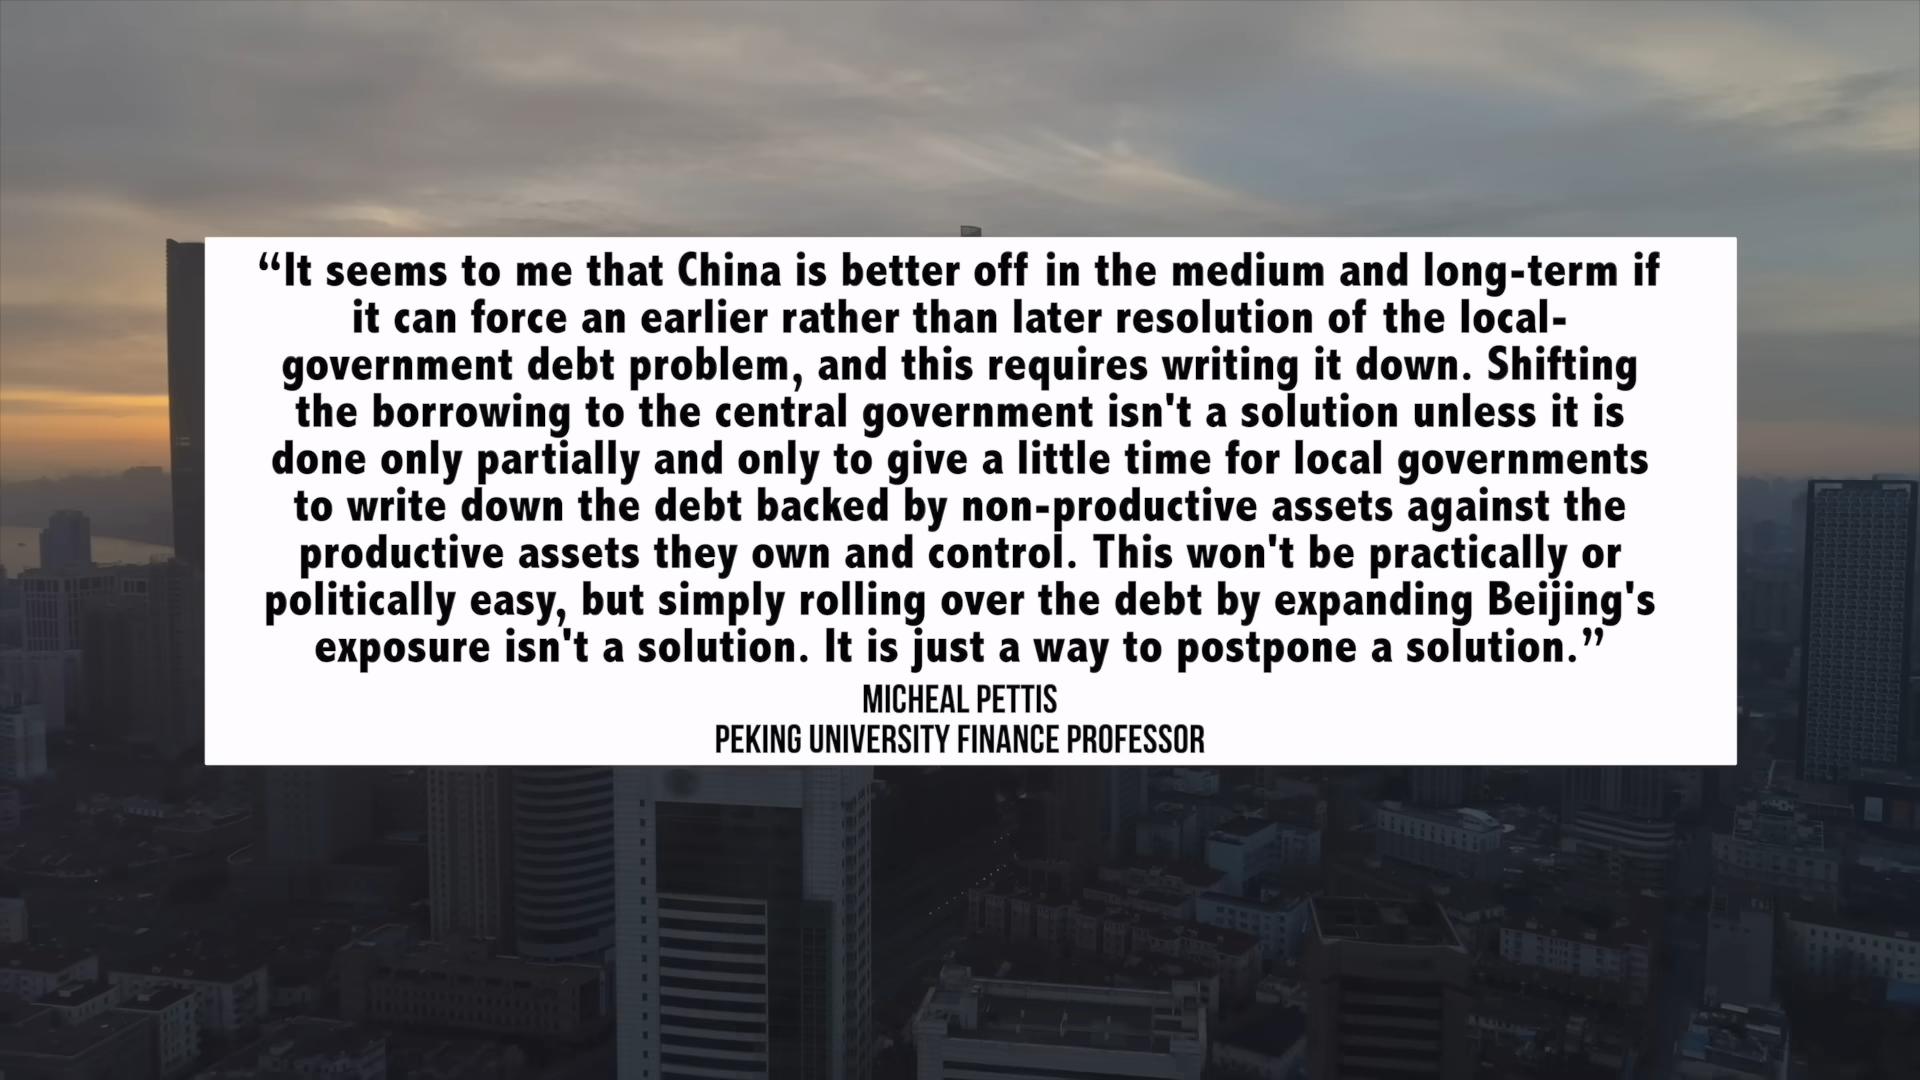 “It seems to me that China is better off in the medium and long-term if
it can force an earlier rather than later resolution of the local-
government debt problem, and this requires writing it down. Shifting
the borrowing to the central government isn't a solution unless it is
done only partially and only to give a little time for local governments
to write down the debt backed by non-productive assets against the
productive assets they own and control. This won't be practically or
politically easy, but simply rolling over the debt by expanding Beijing's
exposure isn't a solution. It is just a way to postpone a solution.”
MICHEAL PETTIS
PEKING UNIVERSITY FINANCE PROFESSOR